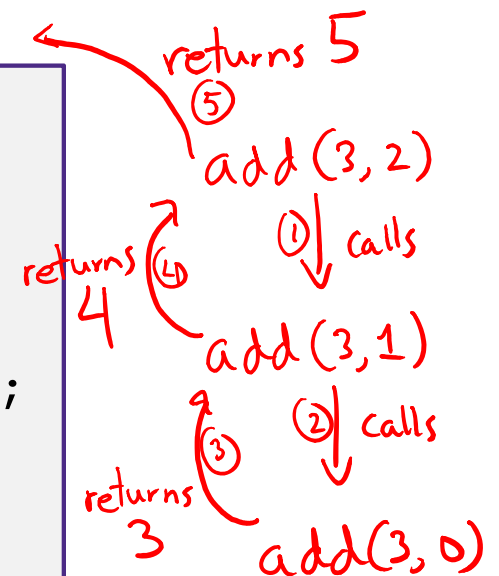 returns 5
⑤
add (3, 2)
① calls
returns ④
4
add (3, 1)
;
② calls
③
returns
3
add(3, 0)